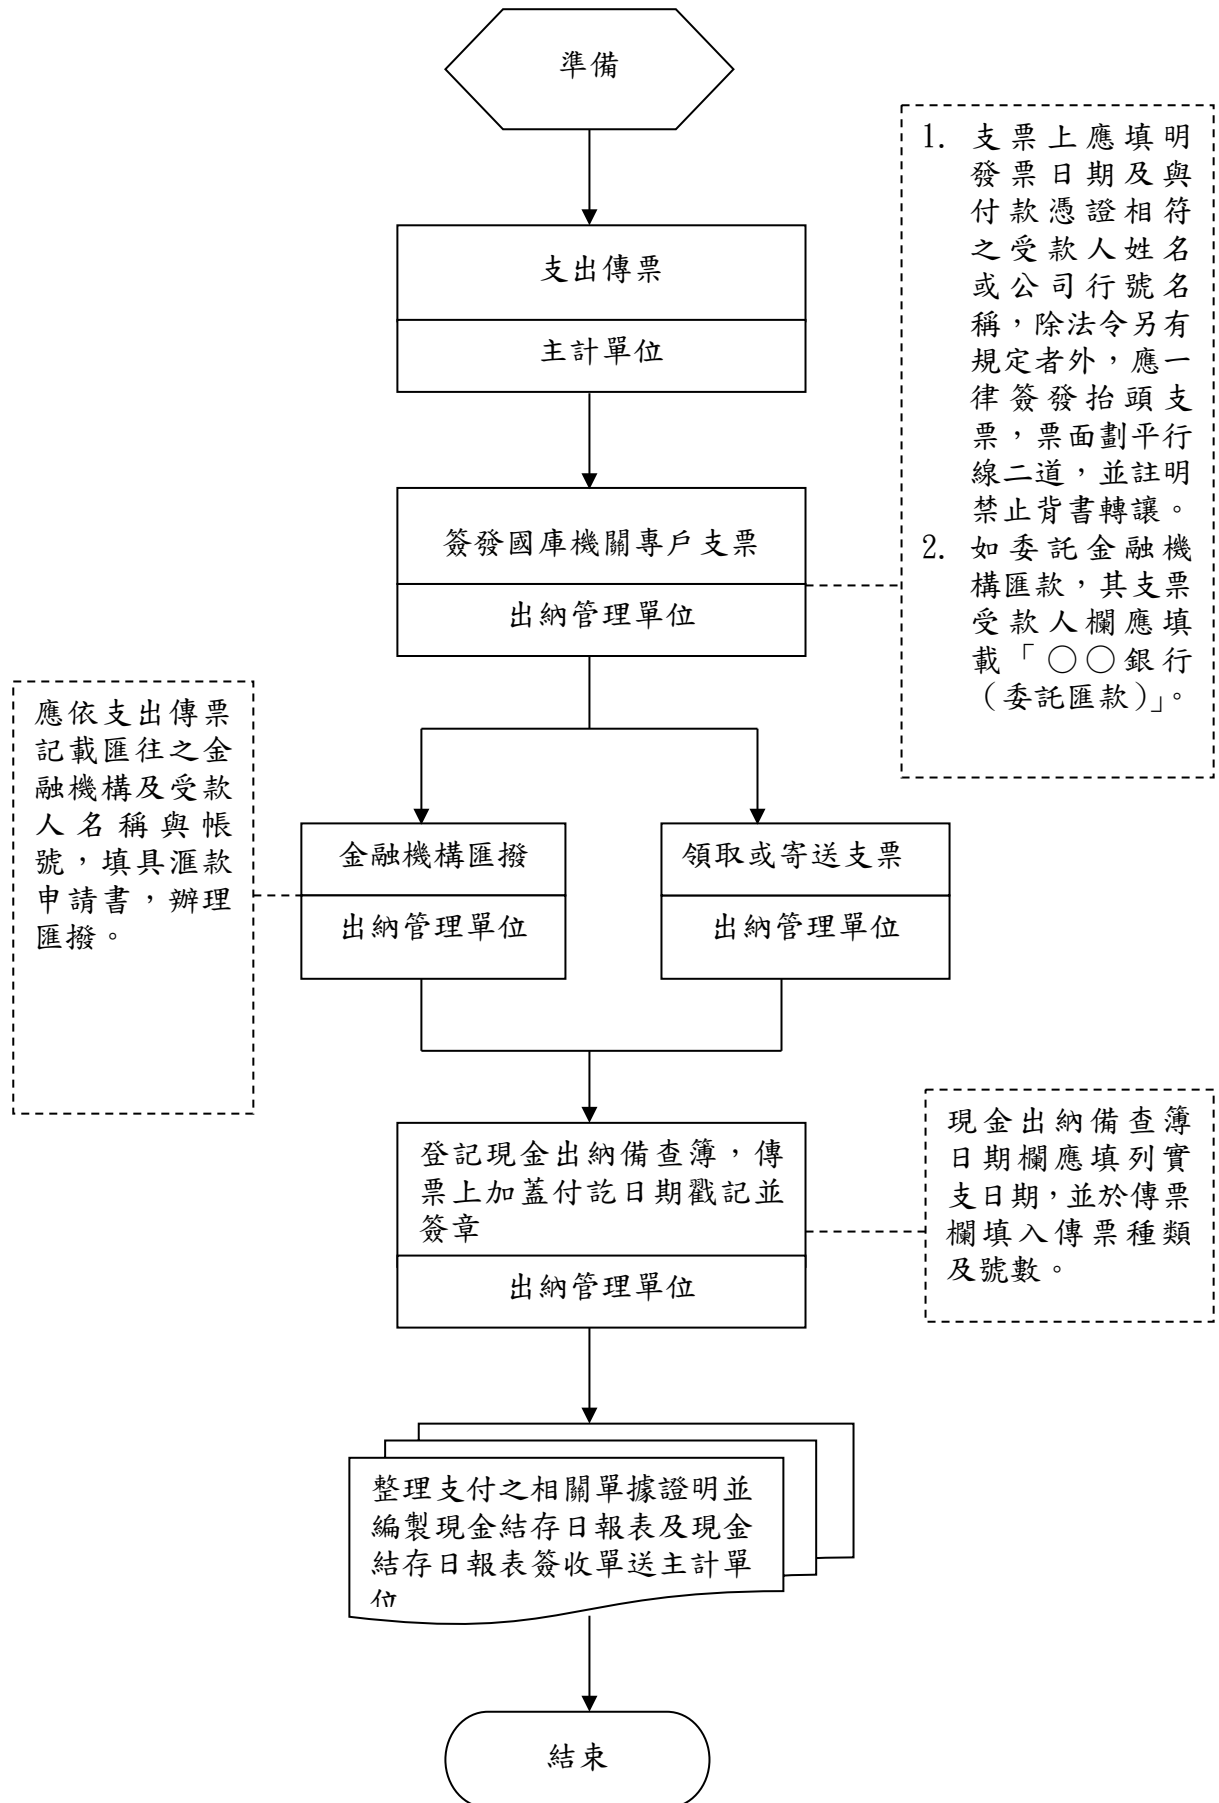 準備
1. 支票上應填明
發票日期及與
付款憑證相符
之受款人姓名
或公司行號名
稱，除法令另有
規定者外，應一
律簽發抬頭支
票，票面劃平行
線二道，並註明
禁止背書轉讓。
2. 如委託金融機
構匯款，其支票
受款人欄應填
載「○○銀行
（委託匯款）」。
支出傳票
主計單位
簽發國庫機關專戶支票
出納管理單位
應依支出傳票
記載匯往之金
融機構及受款
人名稱與帳
號，填具滙款
申請書，辦理
匯撥。
金融機構匯撥
出納管理單位
領取或寄送支票
出納管理單位
登記現金出納備查簿，傳
票上加蓋付訖日期戳記並
簽章
出納管理單位
現金出納備查簿
日期欄應填列實
支日期，並於傳票
欄填入傳票種類
及號數。
整理支付之相關單據證明並
編製現金結存日報表及現金
結存日報表簽收單送主計單
位
結束